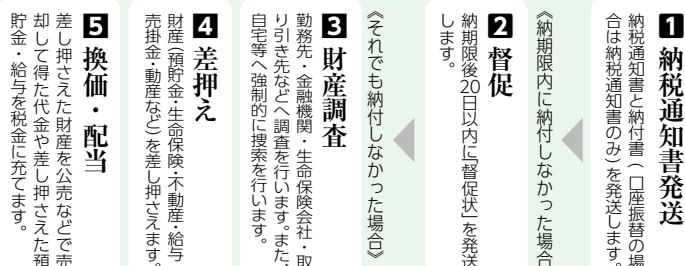 1 納税通知書発送
納税通知書と納付書（口座振替の場
合は納税通知書のみ）を発送します。
《納期限内に納付しなかった場合
2 督促
納期限後20日以内に「督促状」を発送
します。
《それでも納付しなかった場合》
3 財産調査
勤務先・金融機関・生命保険会社・取
り引き先などへ調査を行います。また、
自宅等へ強制的に捜索を行います。
4 差押え
財産（預貯金・生命保険・不動産・給与
売掛金・動産など）を差し押さえます。
5 換価・配当
差し押さえた財産を公売などで売
却して得た代金や差し押さえた預
貯金・給与を税金に充てます。